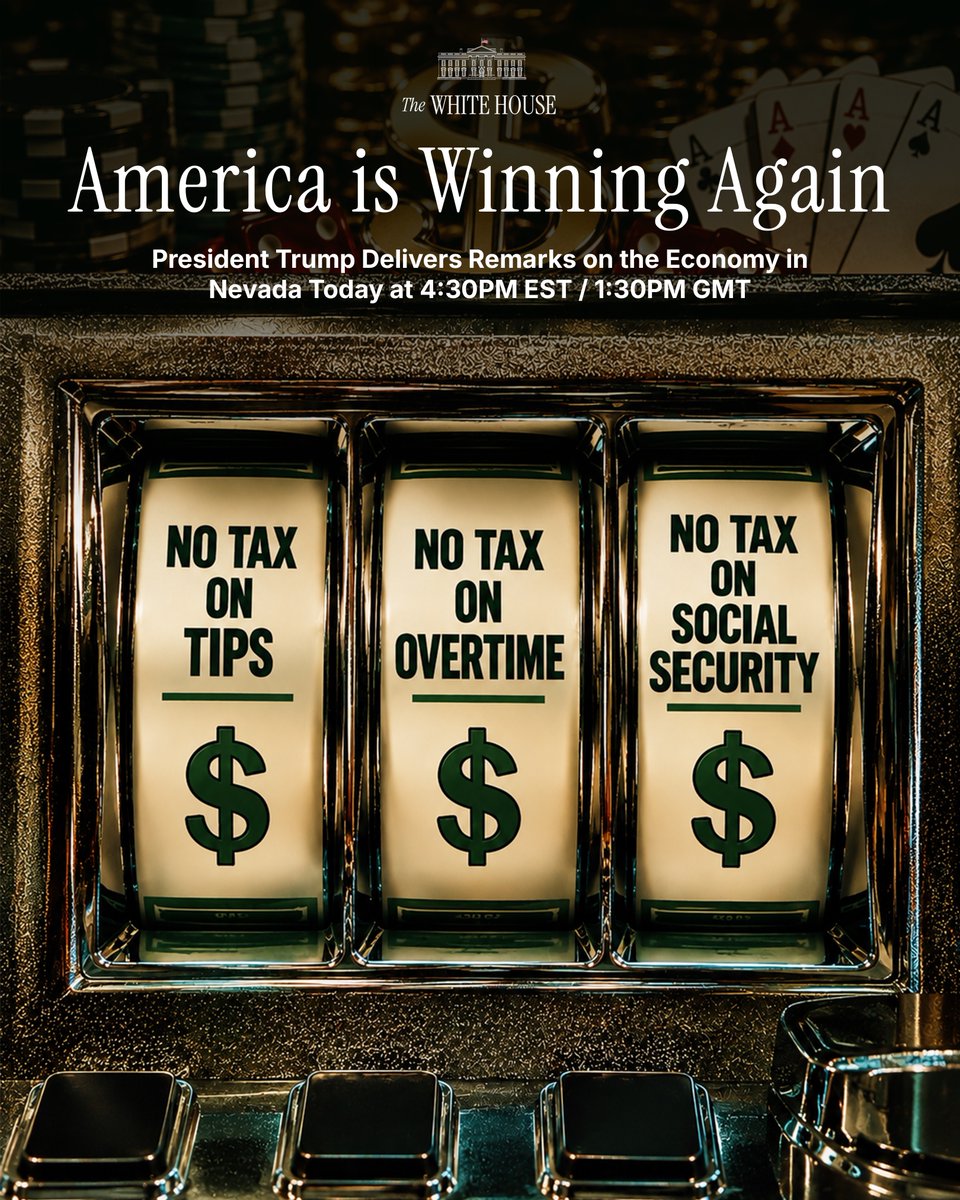 The WHITE HOUSE
America is Winning Again
President Trump Delivers Remarks on the Economy in
Nevada Today at 4:30PM EST / 1:30PM GMT
A A A A
NO TAX
ON
TIPS
$
NO TAX
ON
OVERTIME
$
NO TAX
ON
SOCIAL
SECURITY
$